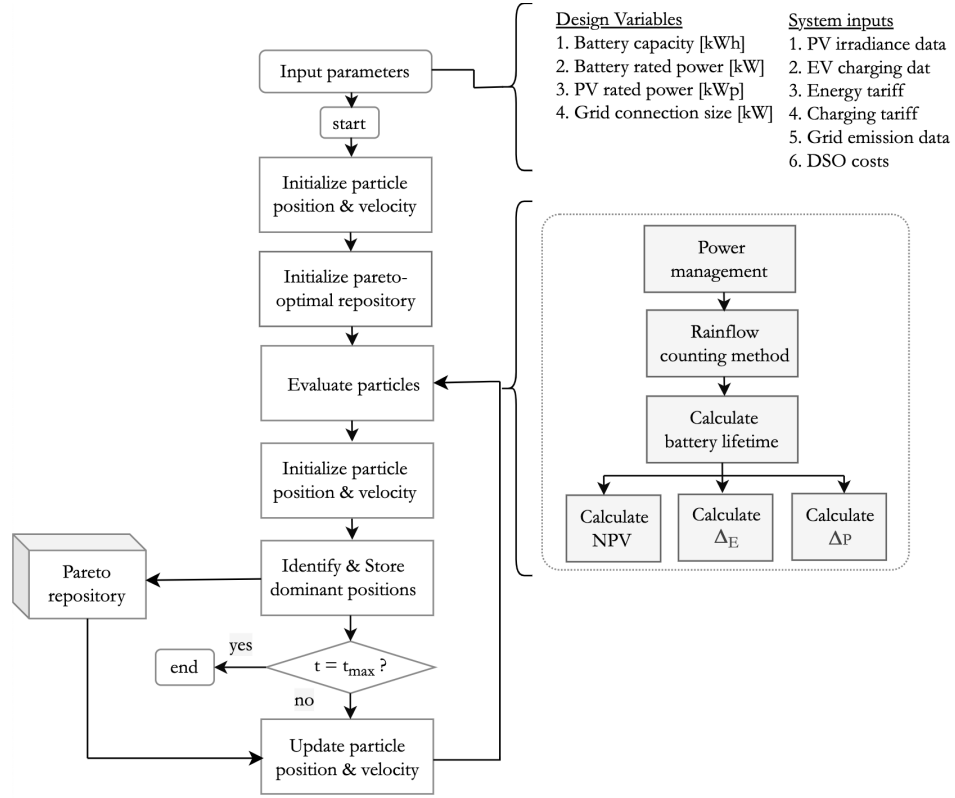 Design Variables
1. Battery capacity [kWh]
2. Battery rated power [kW]
3. PV rated power [kWp]
4. Grid connection size [kW]
System inputs
1. PV irradiance data
2. EV charging dat
3. Energy tariff
4. Charging tariff
5. Grid emission data
6. DSO costs
Input parameters
start
Initialize particle
position & velocity
Initialize pareto-
optimal repository
Evaluate particles
Initialize particle
position & velocity
Identify & Store
dominant positions
Pareto
repository
t = tmax ?
yes
end
no
Update particle
position & velocity
Power
management
Rainflow
counting method
Calculate
battery lifetime
Calculate
NPV
Calculate
ΔE
Calculate
ΔP